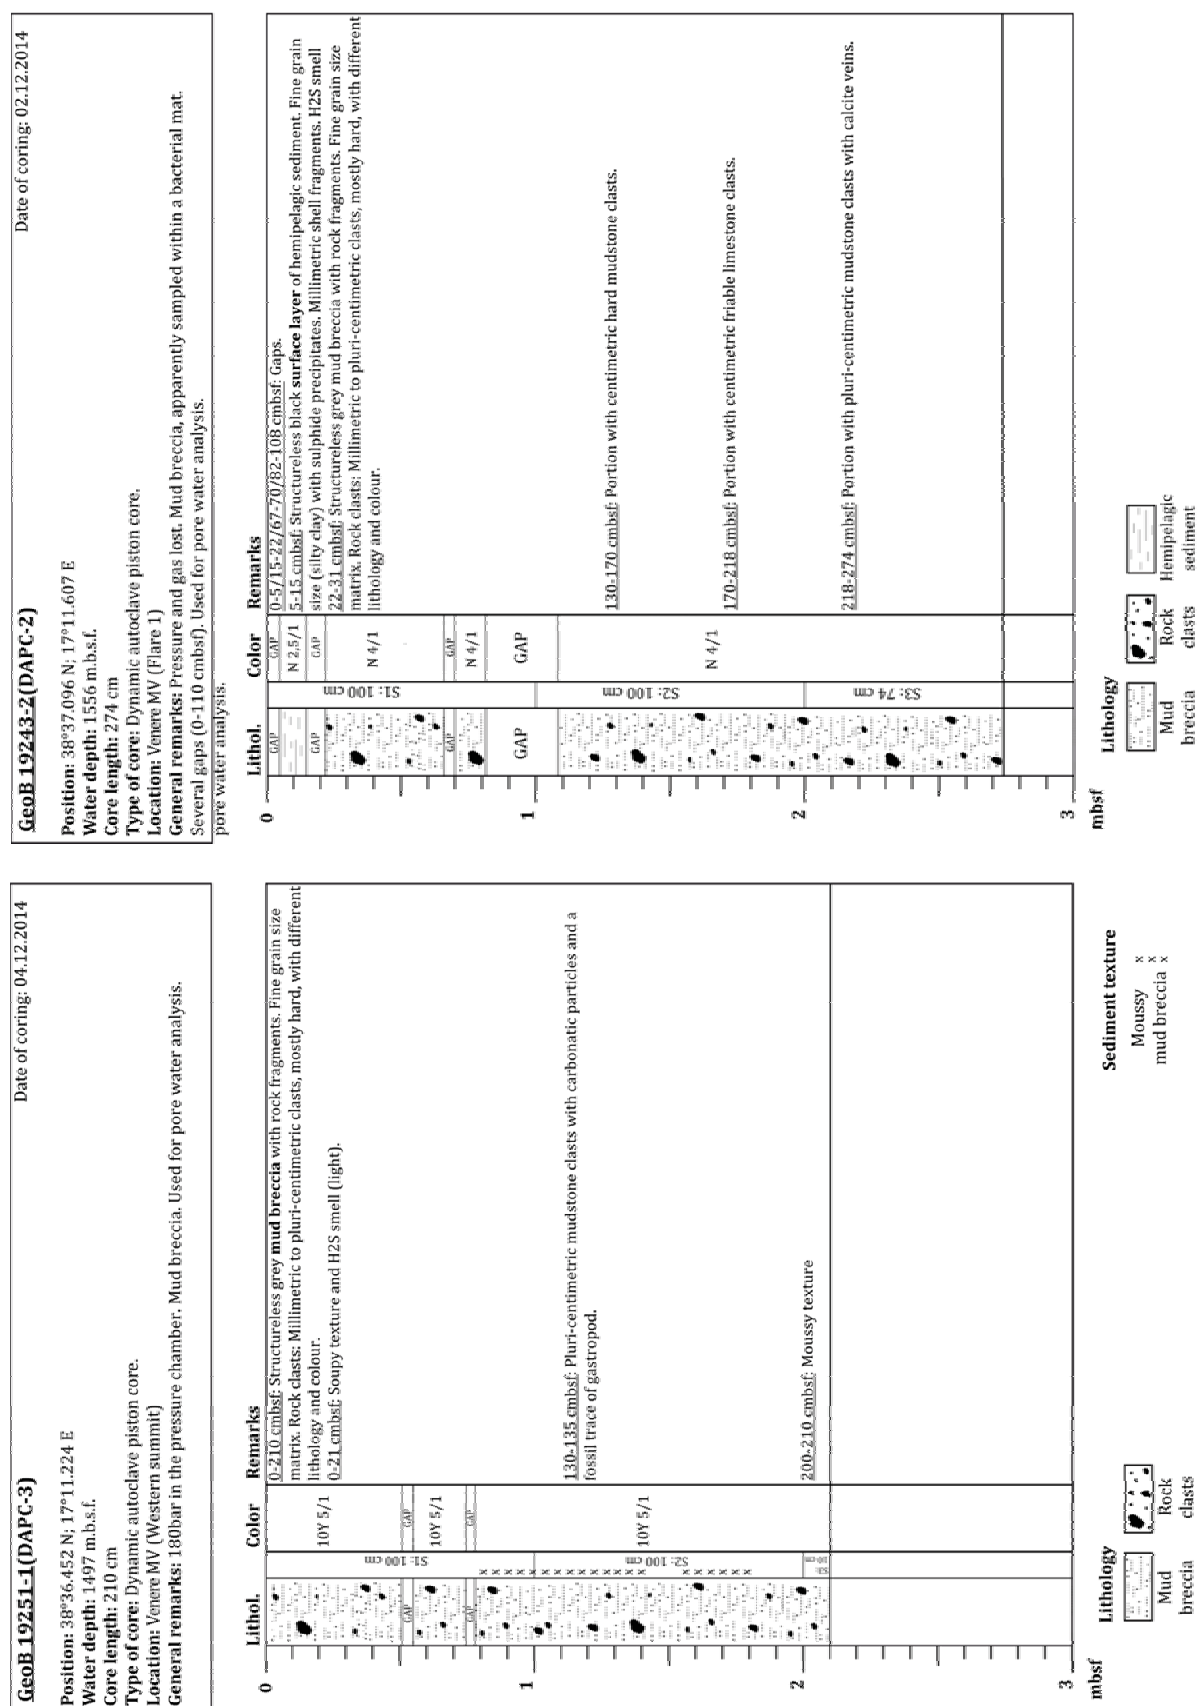 GeoB 19251-1(DAPC-3)
Date of coring: 04.12.2014
Position: 38°36.452 N; 17°11.224 E
Water depth: 1497 m.b.s.f.
Core length: 210 cm
Type of core: Dynamic autoclave piston core.
Location: Venere MV (Western summit)
General remarks: 180bar in the pressure chamber. Mud breccia. Used for pore water analysis.
Lithol.
Color
Remarks
0
1
2
3
mbsf
GAP
GAP
S1: 100 cm
S2: 100 cm
10Y 5/1
GAP
10Y 5/1
GAP
10Y 5/1
0-210 cmbsf: Structureless grey mud breccia with rock fragments. Fine grain size
matrix. Rock clasts: Millimetric to pluri-centimetric clasts, mostly hard, with different
lithology and colour.
0-21 cmbsf: Soupy texture and H2S smell (light).
130-135 cmbsf: Pluri-centimetric mudstone clasts with carbonatic particles and a
fossil trace of gastropod.
200-210 cmbsf: Moussy texture
Lithology
Mud
breccia
Rock
clasts
Sediment texture
Moussy
mud breccia
x
x
x
GeoB 19243-2(DAPC-2)
Date of coring: 02.12.2014
Position: 38°37.096 N; 17°11.607 E
Water depth: 1556 m.b.s.f.
Core length: 274 cm
Type of core: Dynamic autoclave piston core.
Location: Venere MV (Flare 1)
General remarks: Pressure and gas lost. Mud breccia, apparently sampled within a bacterial mat.
Several gaps (0-110 cmbsf). Used for pore water analysis.
pore water analysis.
Lithol.
Color
Remarks
0
1
2
3
mbsf
GAP
GAP
GAP
GAP
S1: 100 cm
S2: 100 cm
S3: 74 cm
GAP
N 2,5/1
GAP
N 4/1
GAP
N 4/1
GAP
N 4/1
0-5/15-22/67-70/82-108 cmbsf: Gaps.
5-15 cmbsf: Structureless black surface layer of hemipelagic sediment. Fine grain
size (silty clay) with sulphide precipitates. Millimetric shell fragments. H2S smell
22-31 cmbsf: Structureless grey mud breccia with rock fragments. Fine grain size
matrix. Rock clasts: Millimetric to pluri-centimetric clasts, mostly hard, with different
lithology and colour.
130-170 cmbsf: Portion with centimetric hard mudstone clasts.
170-218 cmbsf: Portion with centimetric friable limestone clasts.
218-274 cmbsf: Portion with pluri-centimetric mudstone clasts with calcite veins.
Lithology
Mud
breccia
Rock
clasts
Hemipelagic
sediment